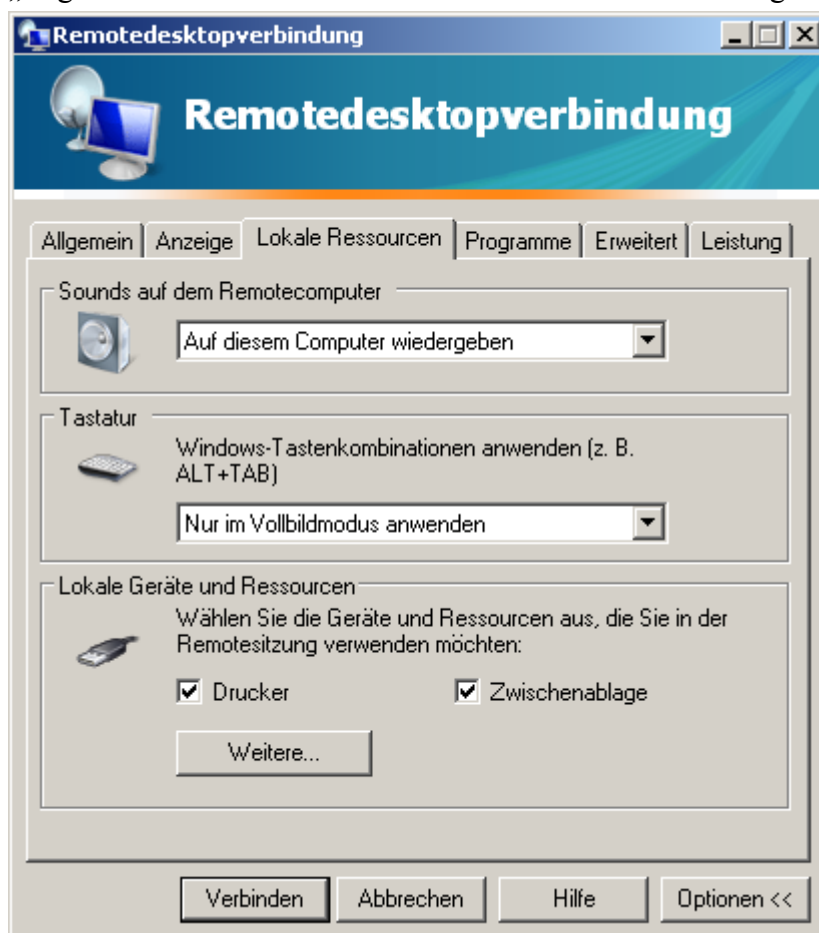 Remotedesktopverbindung
Remotedesktopverbindung
Allgemein Anzeige Lokale Ressourcen Programme Erweitert Leistung
Sounds auf dem Remotecomputer
Auf diesem Computer wiedergeben
Tastatur
Windows-Tastenkombinationen anwenden (z. B.
ALT+TAB)
Nur im Vollbildmodus anwenden
Lokale Geräte und Ressourcen
Wählen Sie die Geräte und Ressourcen aus, die Sie in der
Remotesitzung verwenden möchten:
Drucker Zwischenablage
Weitere...
Verbinden Abbrechen Hilfe Optionen <<